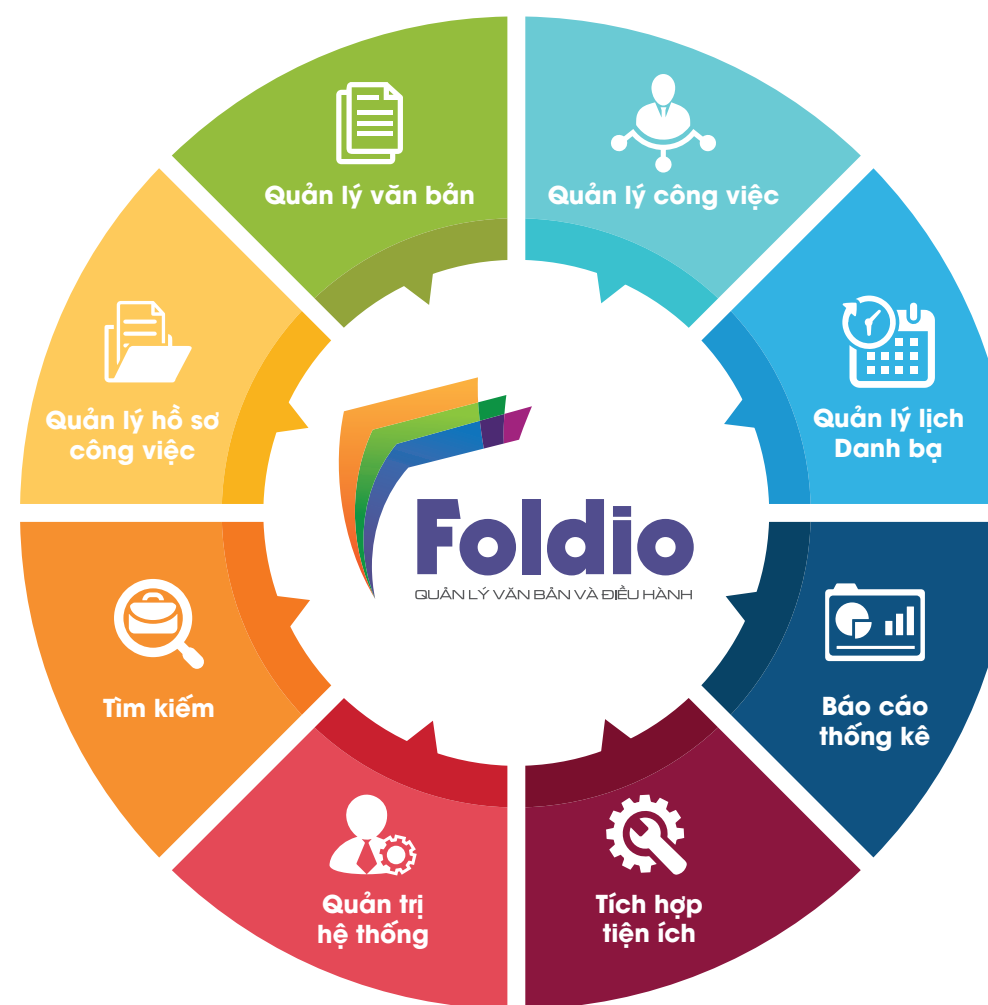 Quản lý văn bản
Quản lý công việc
Quản lý hồ sơ
công việc
Quản lý lịch
Danh bạ
Foldio
QUẢN LÝ VĂN BẢN VÀ ĐIỀU HÀNH
Tìm kiếm
Báo cáo
thống kê
Quản trị
hệ thống
Tích hợp
tiện ích